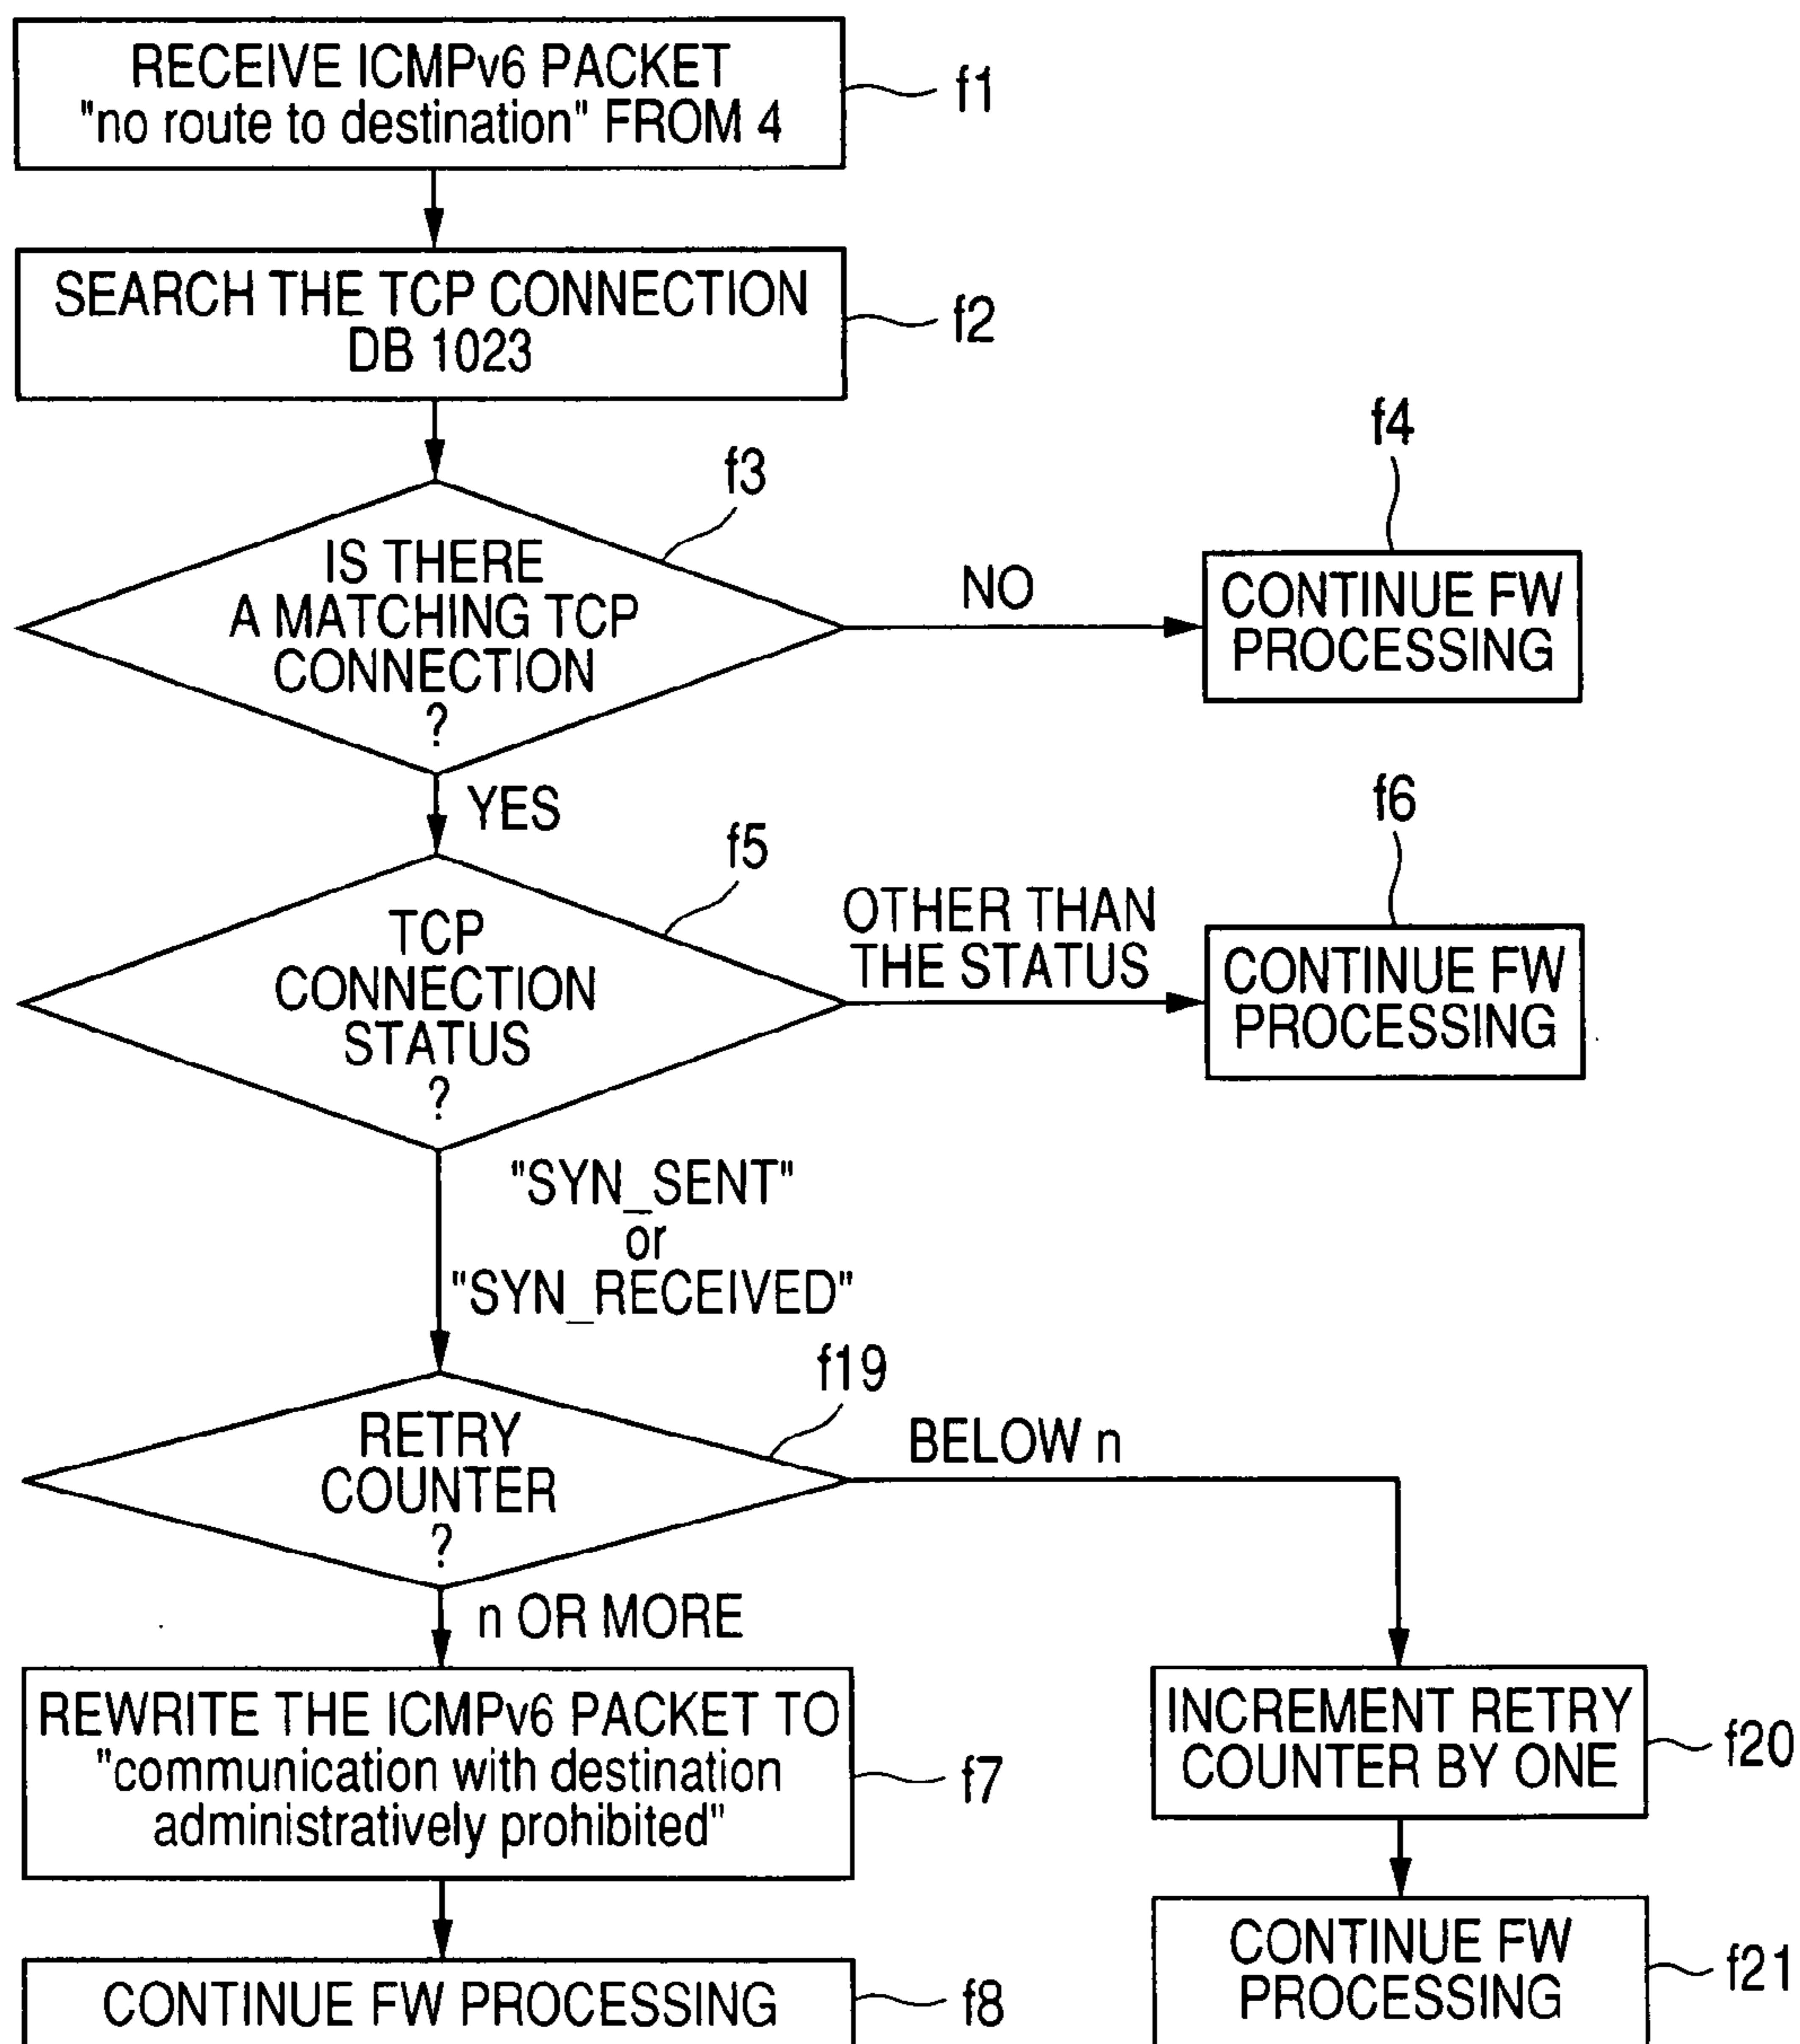 RECEIVE ICMPv6 PACKET
"no route to destination" FROM 4
f1
SEARCH THE TCP CONNECTION
DB 1023
f2
f3
IS THERE
A MATCHING TCP
CONNECTION
?
NO
f4
CONTINUE FW
PROCESSING
YES
f5
TCP
CONNECTION
STATUS
?
OTHER THAN
THE STATUS
f6
CONTINUE FW
PROCESSING
"SYN_SENT"
or
"SYN_RECEIVED"
f19
RETRY
COUNTER
?
BELOW n
n OR MORE
REWRITE THE ICMPv6 PACKET TO
"communication with destination
administratively prohibited"
f7
INCREMENT RETRY
COUNTER BY ONE
f20
CONTINUE FW PROCESSING
f8
CONTINUE FW
PROCESSING
f21